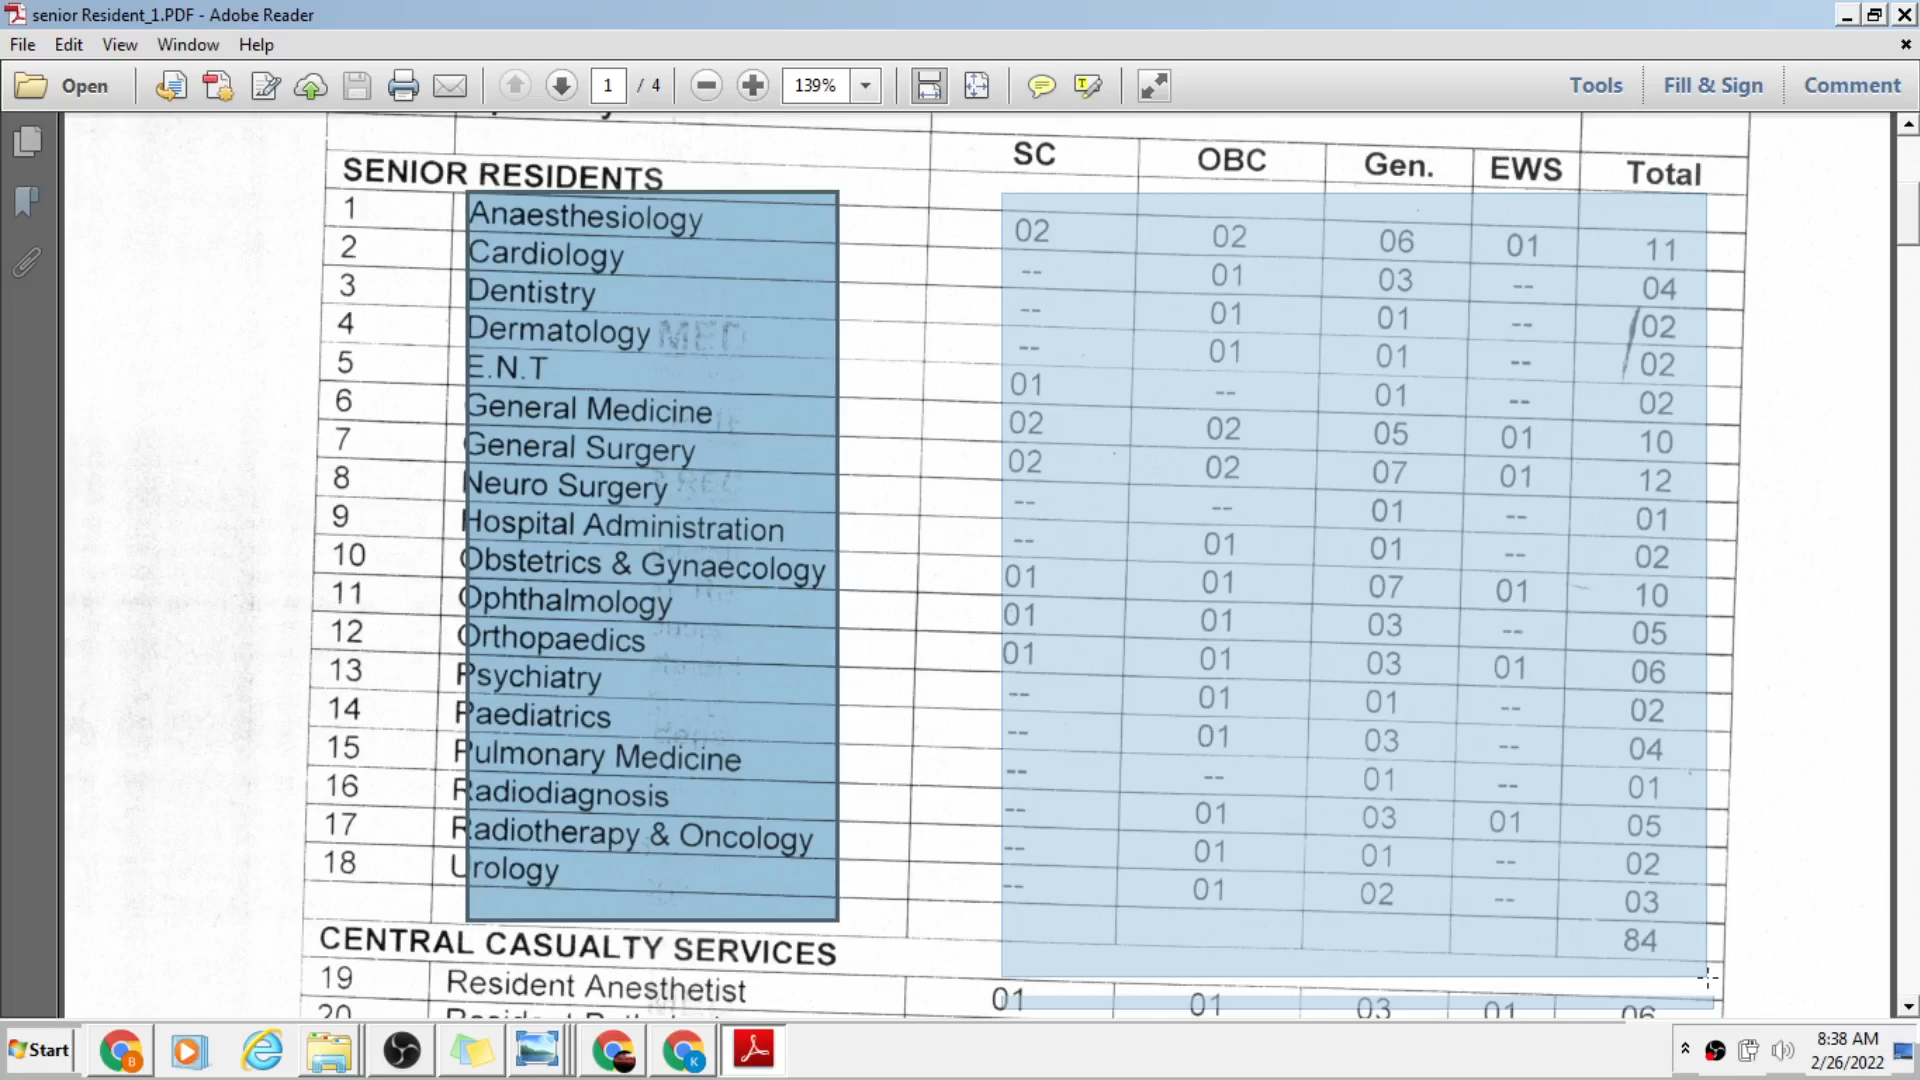 senior Resident_1.PDF - Adobe Reader
File Edit View Window Help
Open 1 / 4 139% Tools Fill & Sign Comment
SENIOR RESIDENTS SC OBC Gen. EWS Total
1 Anaesthesiology 02 02 06 01 11
2 Cardiology -- 01 03 -- 04
3 Dentistry -- 01 01 -- 02
4 Dermatology -- 01 01 -- 02
5 E.N.T 01 -- 01 -- 02
6 General Medicine 02 02 05 01 10
7 General Surgery 02 02 07 01 12
8 Neuro Surgery -- -- 01 -- 01
9 Hospital Administration -- 01 01 -- 02
10 Obstetrics & Gynaecology 01 01 07 01 10
11 Ophthalmology 01 01 03 -- 05
12 Orthopaedics 01 01 03 01 06
13 Psychiatry -- 01 01 -- 02
14 Paediatrics -- 01 03 -- 04
15 Pulmonary Medicine -- -- 01 -- 01
16 Radiodiagnosis -- 01 03 01 05
17 Radiotherapy & Oncology -- 01 01 -- 02
18 Urology -- 01 02 -- 03
84
CENTRAL CASUALTY SERVICES
19 Resident Anesthetist 01 01 03 01 06
20 Resident
Start 8:38 AM
2/26/2022